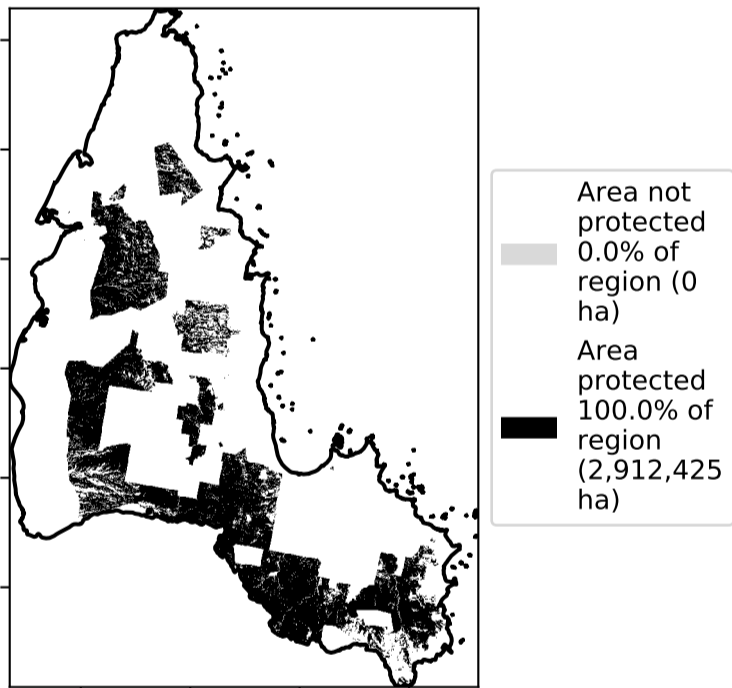 Area not
protected
0.0% of
region (0
ha)
Area
protected
100.0% of
region
(2,912,425
ha)